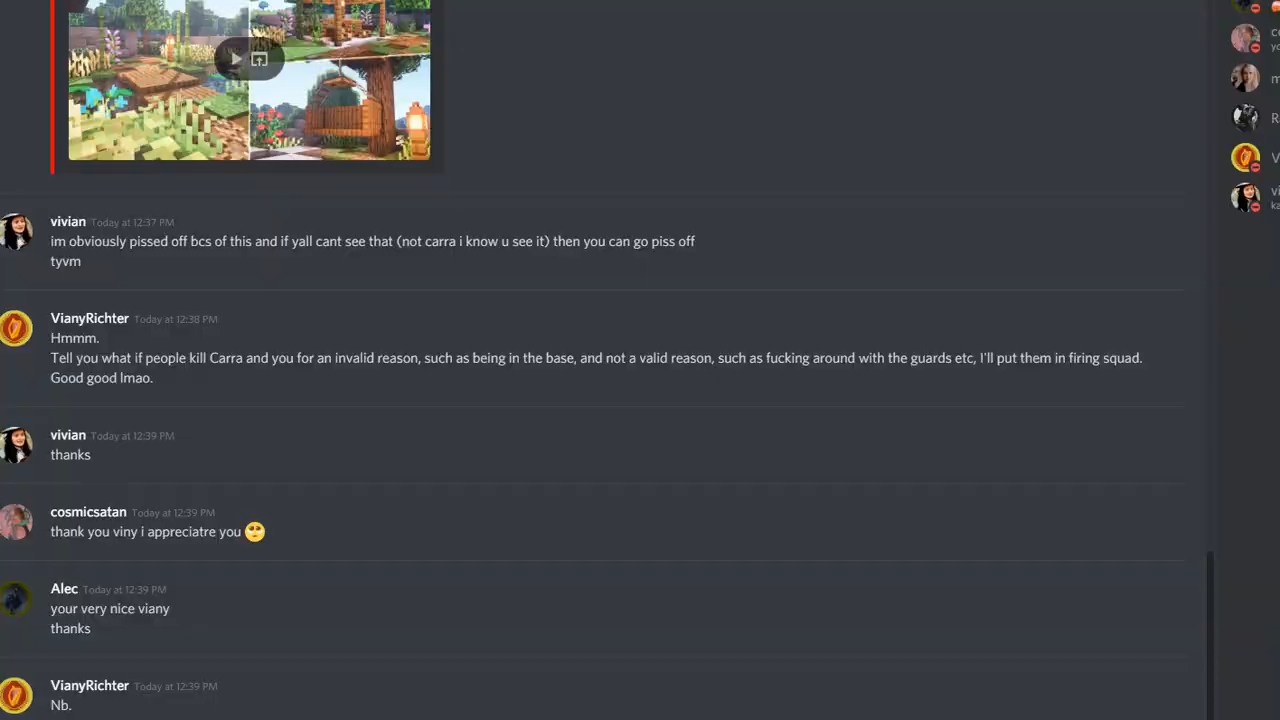 vivian Today at 12:37 PM
im obviously pissed off bcs of this and if yall cant see that (not carra i know u see it) then you can go piss off
tyvm
VianyRichter Today at 12:38 PM
Hmmm.
Tell you what if people kill Carra and you for an invalid reason, such as being in the base, and not a valid reason, such as fucking around with the guards etc, I'll put them in firing squad.
Good good lmao.
vivian Today at 12:39 PM
thanks
cosmicsatan Today at 12:39 PM
thank you viny i appreciatre you
Alec Today at 12:39 PM
your very nice viany
thanks
VianyRichter Today at 12:39 PM
Nb.